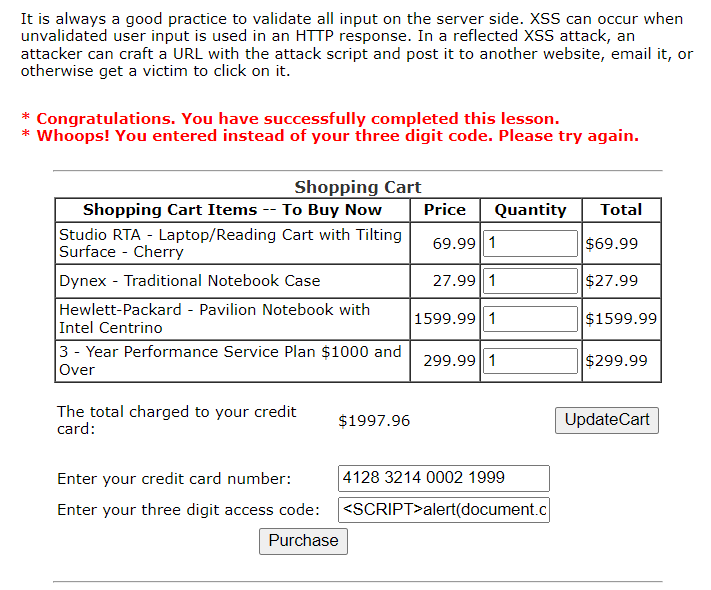 It is always a good practice to validate all input on the server side. XSS can occur when
unvalidated user input is used in an HTTP response. In a reflected XSS attack, an
attacker can craft a URL with the attack script and post it to another website, email it, or
otherwise get a victim to click on it.
* Congratulations. You have successfully completed this lesson.
* Whoops! You entered instead of your three digit code. Please try again.
Shopping Cart
Shopping Cart Items -- To Buy Now Price Quantity Total
Studio RTA - Laptop/Reading Cart with Tilting
Surface - Cherry 69.99 1 $69.99
Dynex - Traditional Notebook Case 27.99 1 $27.99
Hewlett-Packard - Pavilion Notebook with
Intel Centrino 1599.99 1 $1599.99
3 - Year Performance Service Plan $1000 and
Over 299.99 1 $299.99
The total charged to your credit
card: $1997.96 UpdateCart
Enter your credit card number: 4128 3214 0002 1999
Enter your three digit access code: <SCRIPT>alert(document.c
Purchase